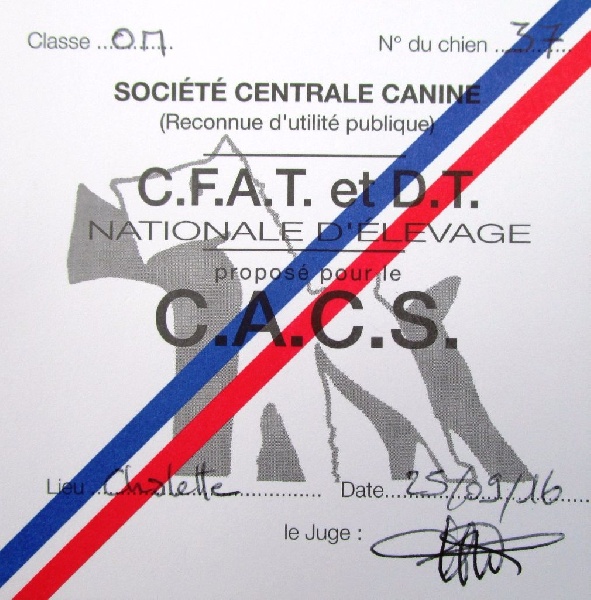 Classe ...OM......
N° du chien ...37...
SOCIÉTÉ CENTRALE CANINE
(Reconnue d'utilité publique)
C.F.A.T. et D.T.
NATIONALE D'ÉLEVAGE
proposé pour le
C.A.C.S.
Lieu ...Chalette............... Date...25/09/16......
le Juge :